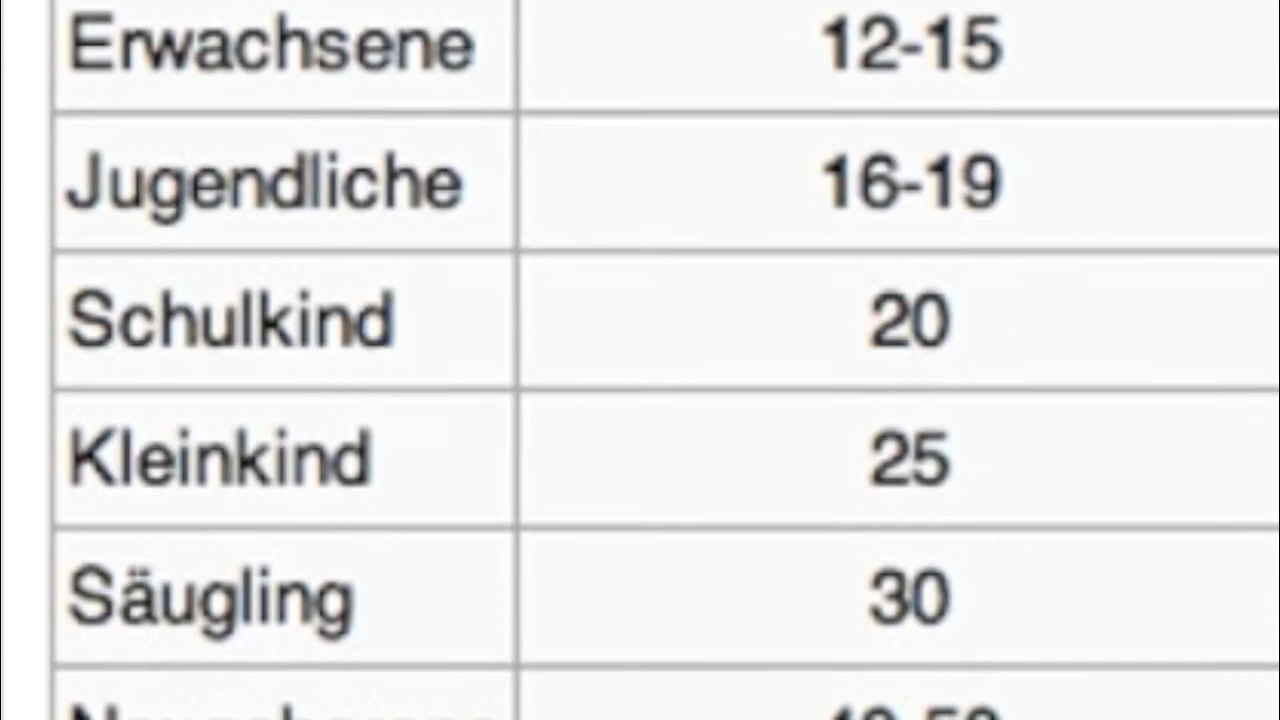 Erwachsene 12-15
Jugendliche 16-19
Schulkind 20
Kleinkind 25
Säugling 30